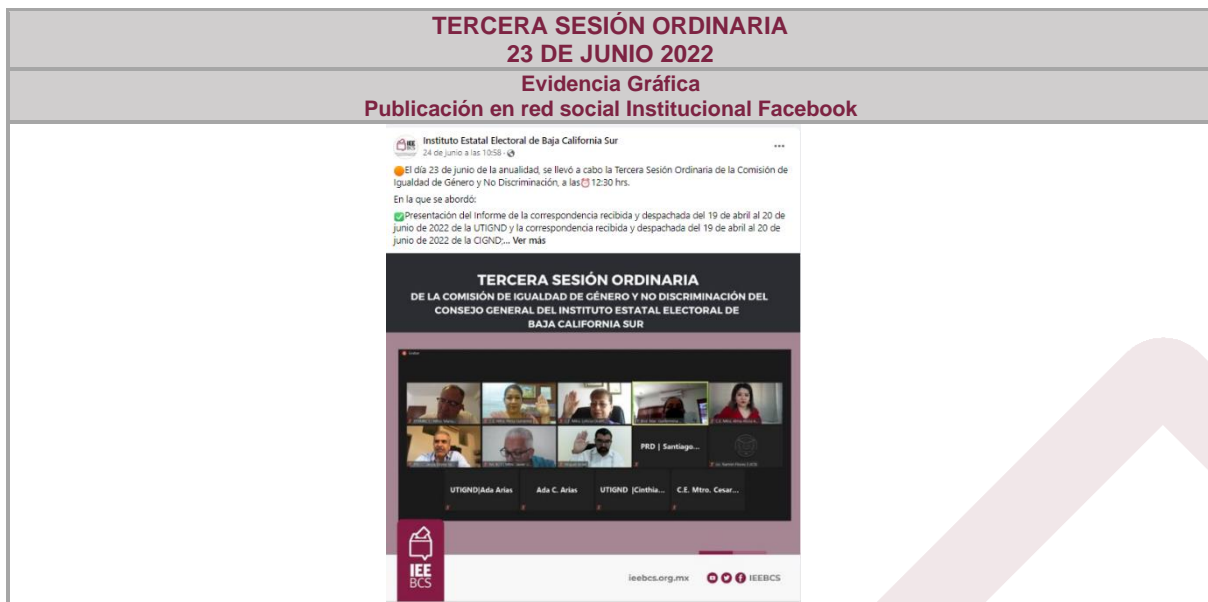 TERCERA SESIÓN ORDINARIA
23 DE JUNIO 2022
Evidencia Gráfica
Publicación en red social Institucional Facebook
IEE
Instituto Estatal Electoral de Baja California Sur
24 de junio a las 10:58 ·
El día 23 de junio de la anualidad, se llevó a cabo la Tercera Sesión Ordinaria de la Comisión de
Igualdad de Género y No Discriminación, a las 12:30 hrs.
En la que se abordó:
Presentación del Informe de la correspondencia recibida y despachada del 19 de abril al 20 de
junio de 2022 de la UTIGND y la correspondencia recibida y despachada del 19 de abril al 20 de
junio de 2022 de la CIGND;... Ver más
TERCERA SESIÓN ORDINARIA
DE LA COMISIÓN DE IGUALDAD DE GÉNERO Y NO DISCRIMINACIÓN DEL
CONSEJO GENERAL DEL INSTITUTO ESTATAL ELECTORAL DE
BAJA CALIFORNIA SUR
PRD | Santiago...
UTIGND|Ada Arias
Ada C. Arias
UTIGND |Cinthia...
C.E. Mtro. Cesar...
IEE
BCS
ieebcs.org.mx
IEEBCS